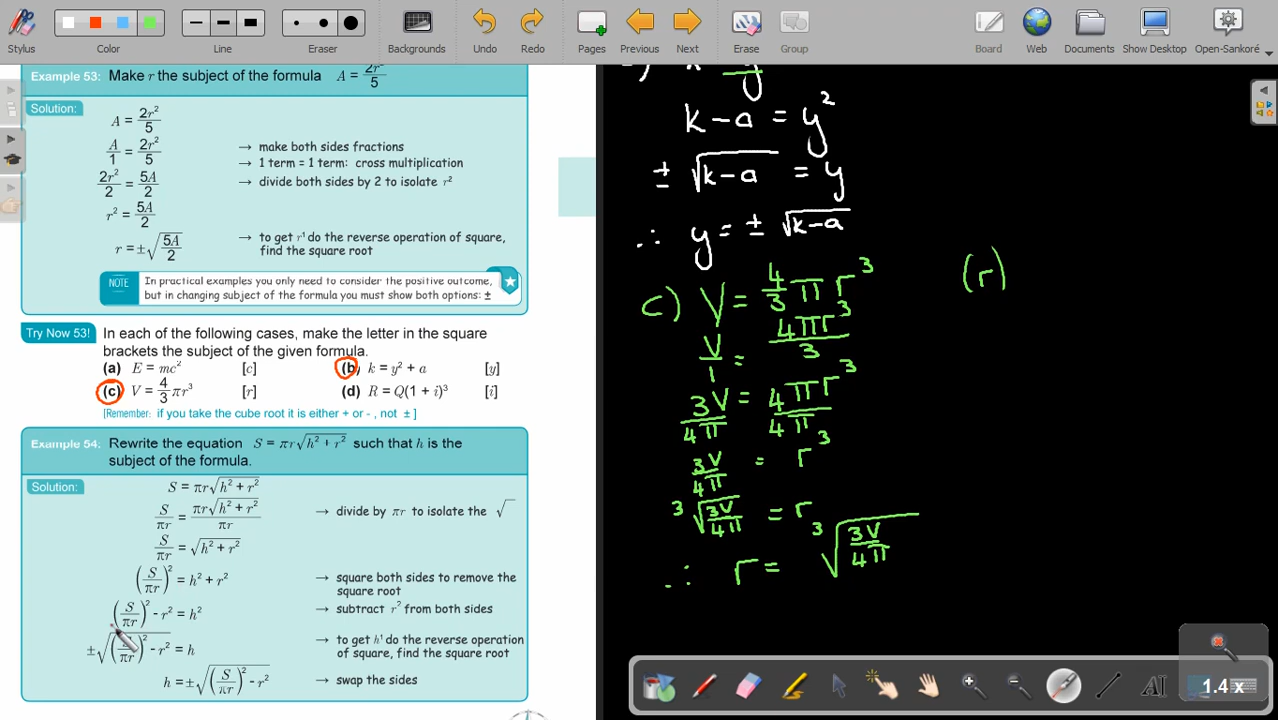 Stylus
Color
Line
Eraser
Backgrounds
Undo
Redo
Pages
Previous
Next
Erase
Group
Board
Web
Documents
Show Desktop
Open-Sankoré
Example 53: Make r the subject of the formula A = 2r²/5
Solution:
A = 2r²/5
A/1 = 2r²/5 → make both sides fractions
→ 1 term = 1 term: cross multiplication
2r²/2 = 5A/2 → divide both sides by 2 to isolate r²
r² = 5A/2
r = ±√(5A/2) → to get r¹ do the reverse operation of square,
find the square root
NOTE In practical examples you only need to consider the positive outcome,
but in changing subject of the formula you must show both options: ±
Try Now 53! In each of the following cases, make the letter in the square
brackets the subject of the given formula.
(a) E = mc² [c] (b) k = y² + a [y]
(c) V = 4/3 πr³ [r] (d) R = Q(1 + i)³ [i]
[Remember: if you take the cube root it is either + or - , not ± ]
Example 54: Rewrite the equation S = πr√(h² + r²) such that h is the
subject of the formula.
Solution:
S = πr√(h² + r²)
S/πr = πr√(h² + r²)/πr → divide by πr to isolate the √
S/πr = √(h² + r²)
(S/πr)² = h² + r² → square both sides to remove the
square root
(S/πr)² - r² = h² → subtract r² from both sides
±√((S/πr)² - r²) = h → to get h¹ do the reverse operation
of square, find the square root
h = ±√((S/πr)² - r²) → swap the sides
k - a = y²
± √(k-a) = y
∴ y = ± √(k-a)
c) V = 4/3 π r³ (r)
V/1 = 4πr³/3
3V/4π = 4πr³/4π
3V/4π = r³
³√(3V/4π) = r
∴ r = ³√(3V/4π)
1.4 x